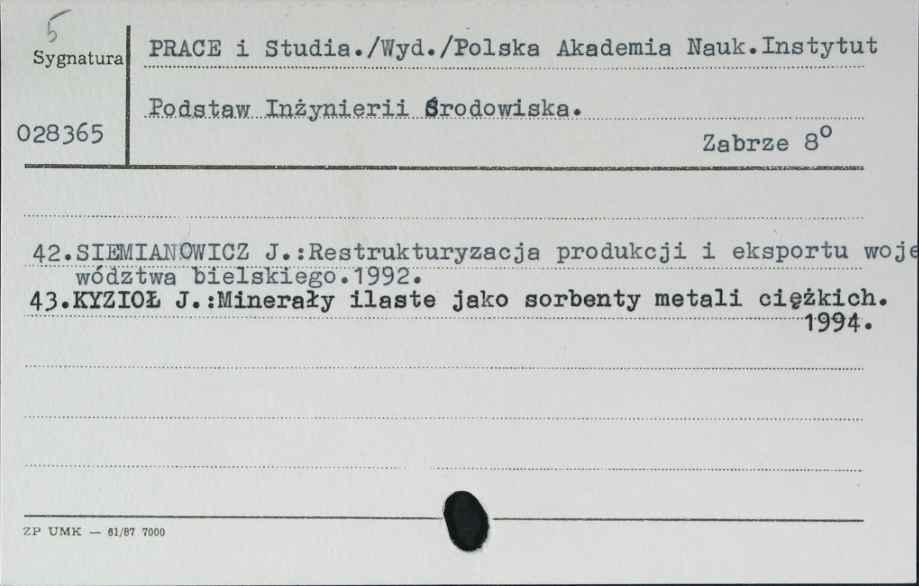 5
Sygnatura
PRACE i Studia./Wyd./Polska Akademia Nauk.Instytut
Podstaw Inżynierii Środowiska.
028365
Zabrze 8º
42.SIEMIANOWICZ J.:Restrukturyzacja produkcji i eksportu woje
wództwa bielskiego.1992.
43.KYZIOŁ J.:Minerały ilaste jako sorbenty metali ciężkich.
1994.
ZP UMK — 61/87 7000